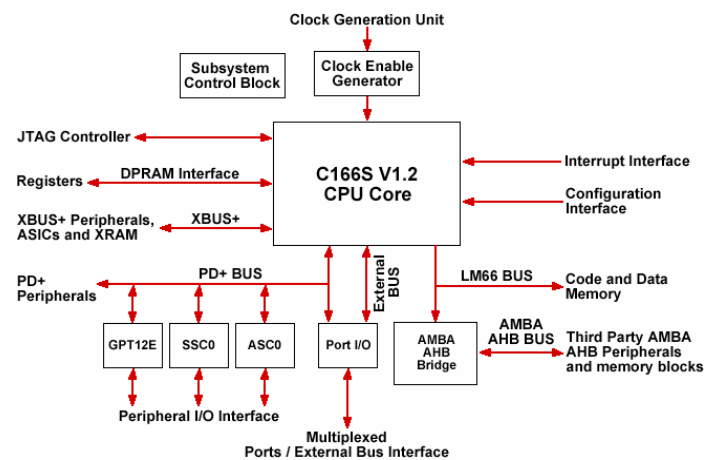 Clock Generation Unit
Subsystem
Control Block
Clock Enable
Generator
JTAG Controller
C166S V1.2
CPU Core
Interrupt Interface
Registers
DPRAM Interface
Configuration
Interface
XBUS+ Peripherals,
ASICs and XRAM
XBUS+
PD+
Peripherals
PD+ BUS
External
BUS
LM66 BUS
Code and Data
Memory
GPT12E
SSC0
ASC0
Port I/O
AMBA
AHB
Bridge
AMBA
AHB BUS
Third Party AMBA
AHB Peripherals
and memory blocks
Peripheral I/O Interface
Multiplexed
Ports / External Bus Interface